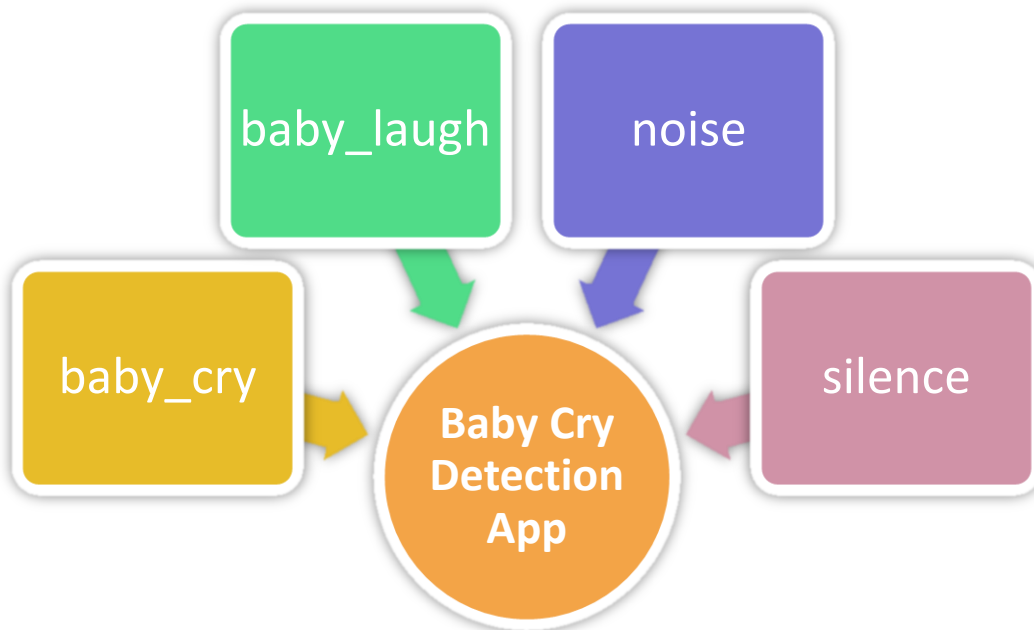 baby_laugh
noise
baby_cry
silence
Baby Cry
Detection
App